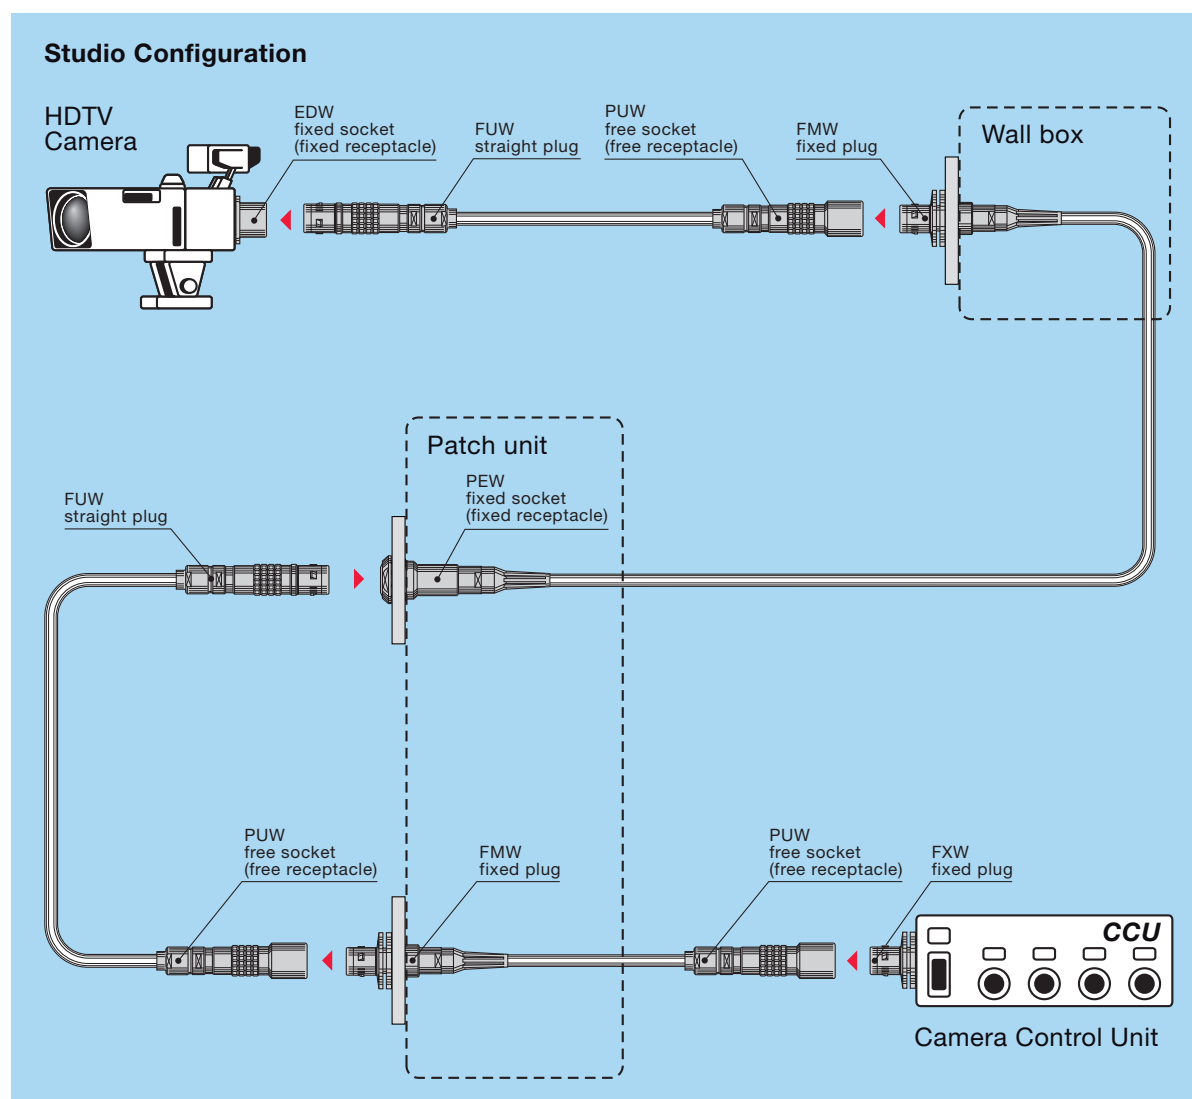 Studio Configuration
HDTV
Camera
EDW
fixed socket
(fixed receptacle)
FUW
straight plug
PUW
free socket
(free receptacle)
FMW
fixed plug
Wall box
Patch unit
PEW
fixed socket
(fixed receptacle)
FUW
straight plug
PUW
free socket
(free receptacle)
FMW
fixed plug
PUW
free socket
(free receptacle)
FXW
fixed plug
CCU
Camera Control Unit